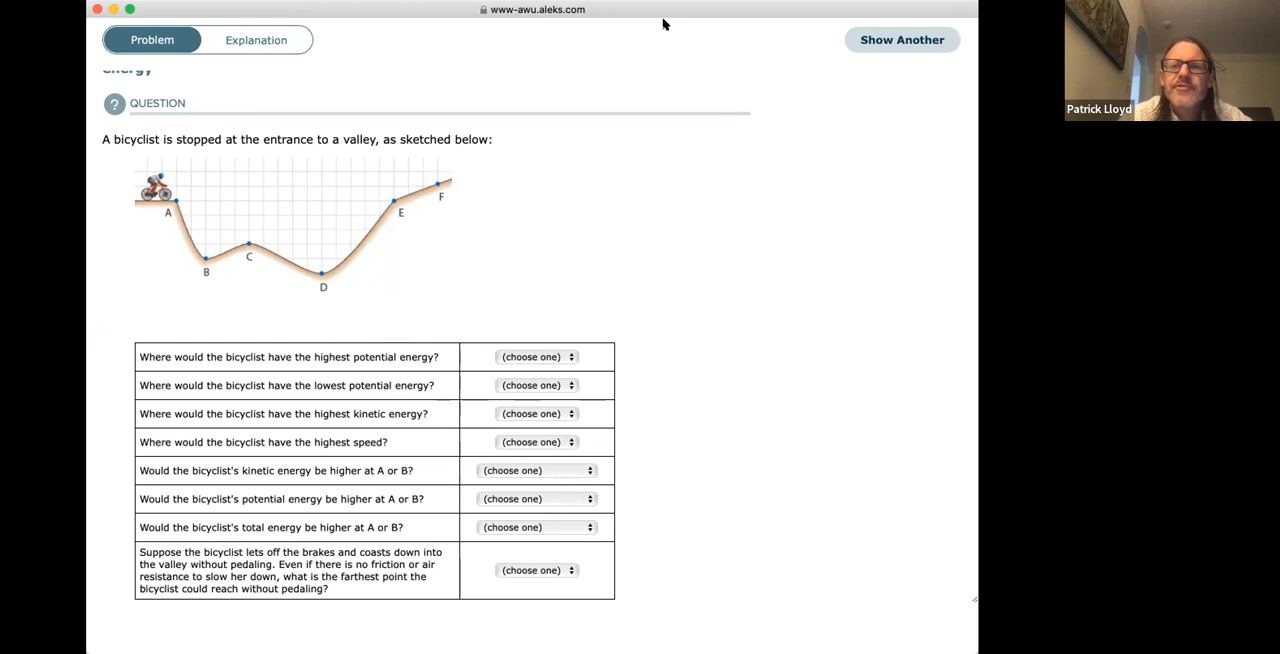 www-awu.aleks.com
Problem
Explanation
Show Another
energy
? QUESTION
Patrick Lloyd
A bicyclist is stopped at the entrance to a valley, as sketched below:
A
B
C
D
E
F
Where would the bicyclist have the highest potential energy? (choose one)
Where would the bicyclist have the lowest potential energy? (choose one)
Where would the bicyclist have the highest kinetic energy? (choose one)
Where would the bicyclist have the highest speed? (choose one)
Would the bicyclist's kinetic energy be higher at A or B? (choose one)
Would the bicyclist's potential energy be higher at A or B? (choose one)
Would the bicyclist's total energy be higher at A or B? (choose one)
Suppose the bicyclist lets off the brakes and coasts down into
the valley without pedaling. Even if there is no friction or air
resistance to slow her down, what is the farthest point the
bicyclist could reach without pedaling?
(choose one)